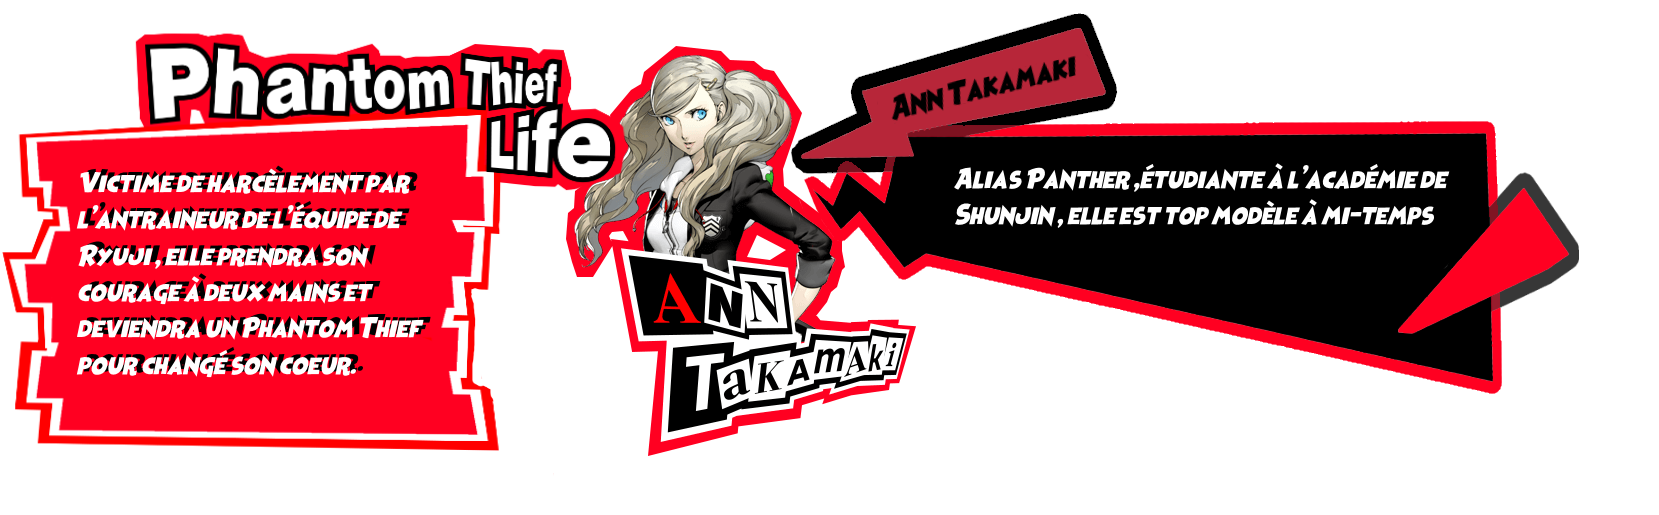 Phantom Thief
Life
Victime de harcèlement par
l'antraineur de l'équipe de
Ryuji , elle prendra son
courage à deux mains et
deviendra un Phantom Thief
pour changé son coeur.
Ann
Takamaki
Ann Takamaki
Alias Panther ,étudiante à l'académie de
Shunjin , elle est top modèle à mi-temps